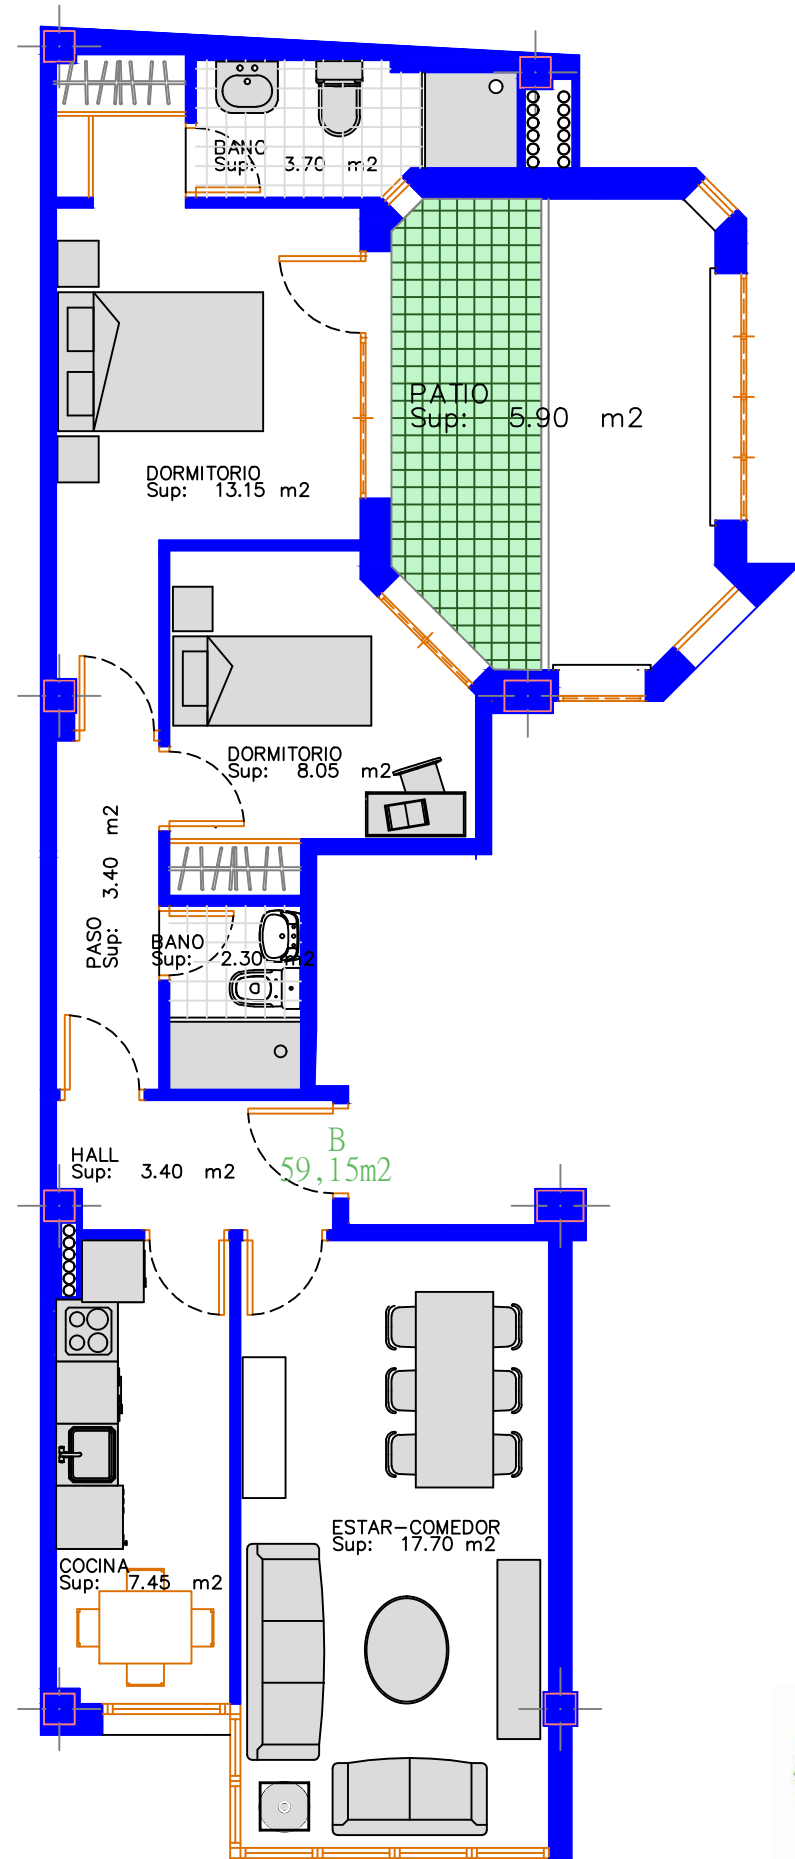 BANO
Sup: 3.70 m2
PATIO
Sup: 5.90 m2
DORMITORIO
Sup: 13.15 m2
DORMITORIO
Sup: 8.05 m2
PASO
Sup: 3.40 m2
BANO
Sup: 2.30 m2
HALL
Sup: 3.40 m2
B
59,15m2
ESTAR-COMEDOR
Sup: 17.70 m2
COCINA
Sup: 7.45 m2